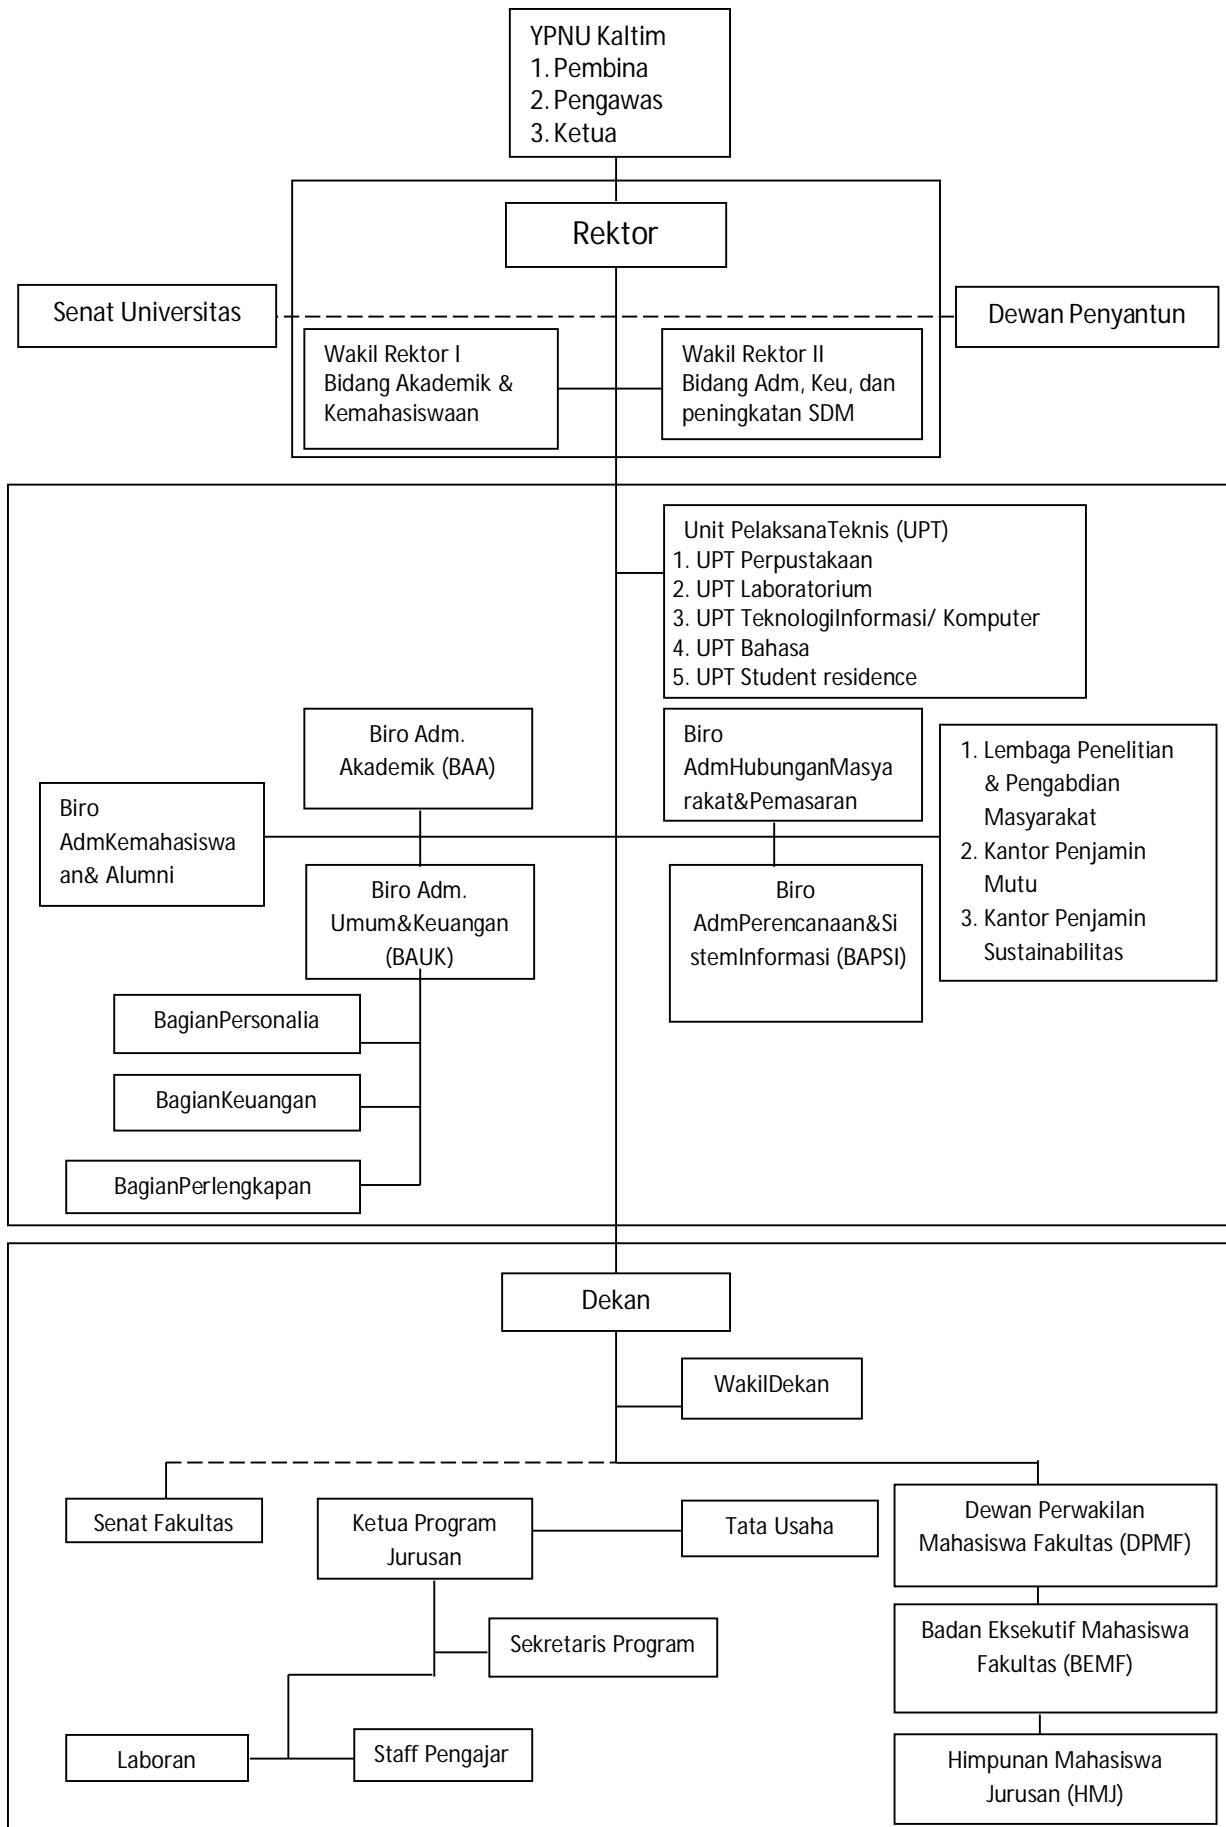 YPNU Kaltim
1. Pembina
2. Pengawas
3. Ketua
Rektor
Senat Universitas
Dewan Penyantun
Wakil Rektor I
Bidang Akademik &
Kemahasiswaan
Wakil Rektor II
Bidang Adm, Keu, dan
peningkatan SDM
Unit PelaksanaTeknis (UPT)
1. UPT Perpustakaan
2. UPT Laboratorium
3. UPT TeknologiInformasi/ Komputer
4. UPT Bahasa
5. UPT Student residence
Biro Adm.
Akademik (BAA)
Biro
AdmHubunganMasya
rakat&Pemasaran
1. Lembaga Penelitian
& Pengabdian
Masyarakat
2. Kantor Penjamin
Mutu
3. Kantor Penjamin
Sustainabilitas
Biro
AdmKemahasiswa
an& Alumni
Biro Adm.
Umum&Keuangan
(BAUK)
Biro
AdmPerencanaan&Si
stemInformasi (BAPSI)
BagianPersonalia
BagianKeuangan
BagianPerlengkapan
Dekan
WakilDekan
Senat Fakultas
Ketua Program
Jurusan
Tata Usaha
Dewan Perwakilan
Mahasiswa Fakultas (DPMF)
Sekretaris Program
Badan Eksekutif Mahasiswa
Fakultas (BEMF)
Laboran
Staff Pengajar
Himpunan Mahasiswa
Jurusan (HMJ)